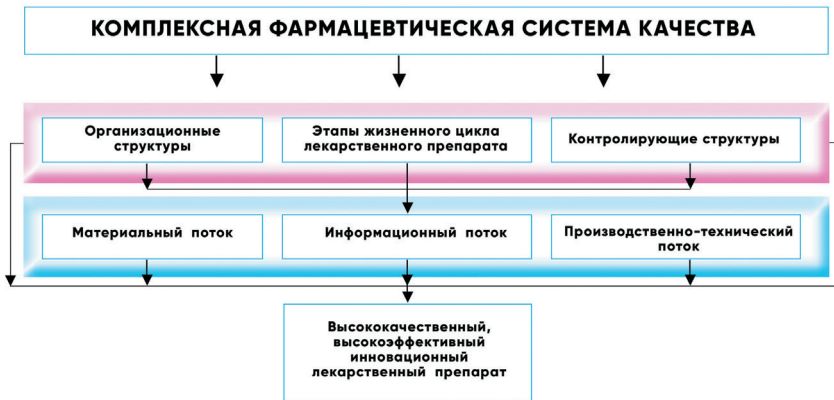 КОМПЛЕКСНАЯ ФАРМАЦЕВТИЧЕСКАЯ СИСТЕМА КАЧЕСТВА
Организационные
структуры
Этапы жизненного цикла
лекарственного препарата
Контролирующие структуры
Материальный поток
Информационный поток
Производственно-технический
поток
Высококачественный,
высокоэффективный
инновационный
лекарственный препарат